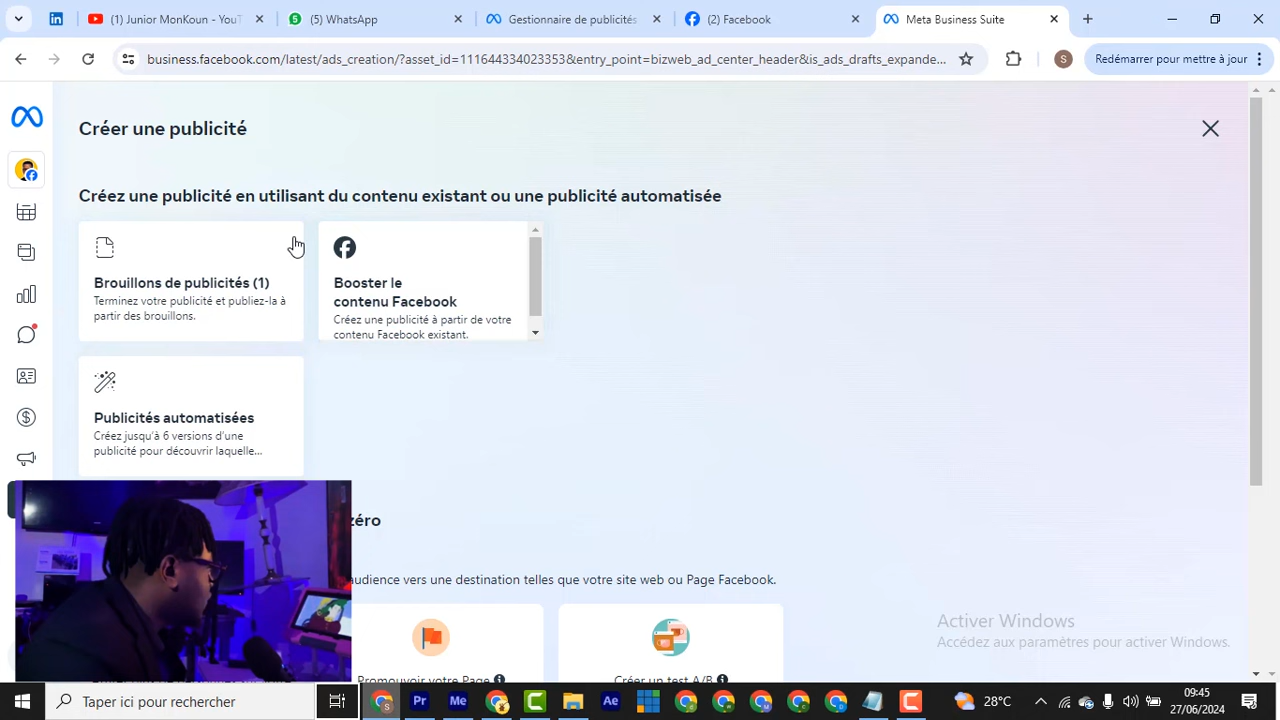 (1) Junior MonKoun - YouT
(5) WhatsApp
Gestionnaire de publicités
(2) Facebook
Meta Business Suite
business.facebook.com/latest/ads_creation/?asset_id=111644334023353&entry_point=bizweb_ad_center_header&is_ads_drafts_expande...
S
Redémarrer pour mettre à jour
Créer une publicité
Créez une publicité en utilisant du contenu existant ou une publicité automatisée
Brouillons de publicités (1)
Terminez votre publicité et publiez-la à
partir des brouillons.
Booster le
contenu Facebook
Créez une publicité à partir de votre
contenu Facebook existant.
Publicités automatisées
Créez jusqu'à 6 versions d'une
publicité pour découvrir laquelle...
zéro
audience vers une destination telles que votre site web ou Page Facebook.
Promouvoir votre Page
Créer un test A/B
Activer Windows
Accédez aux paramètres pour activer Windows.
Taper ici pour rechercher
Pr
Me
Ae
28°C
09:45
27/06/2024